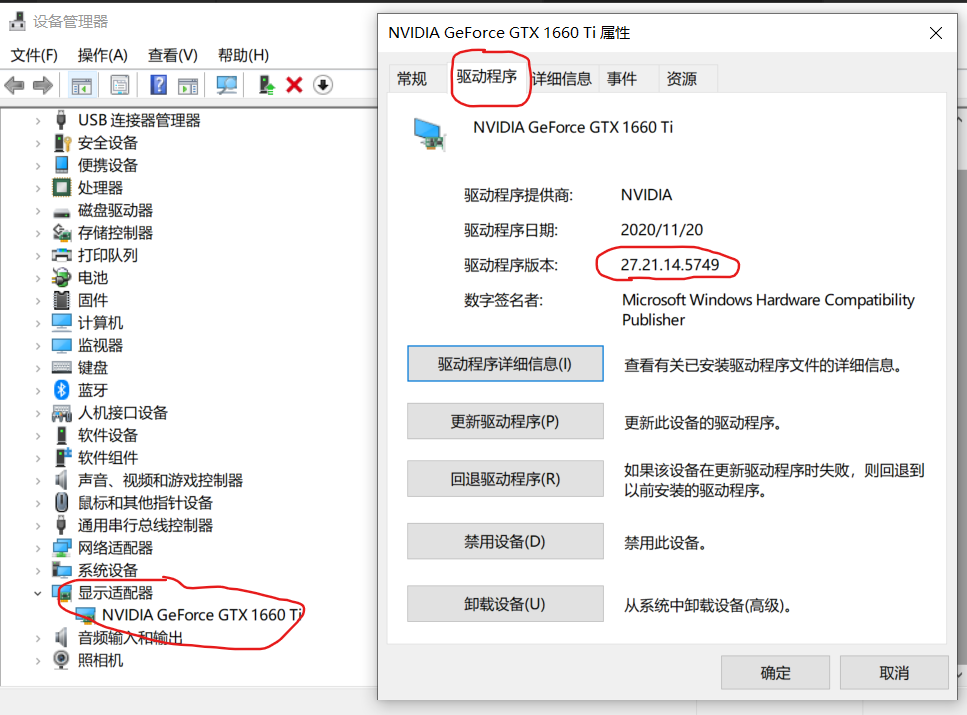 设备管理器
文件(F) 操作(A) 查看(V) 帮助(H)
USB 连接器管理器
安全设备
便携设备
处理器
磁盘驱动器
存储控制器
打印队列
电池
固件
计算机
监视器
键盘
蓝牙
人机接口设备
软件设备
软件组件
声音、视频和游戏控制器
鼠标和其他指针设备
通用串行总线控制器
网络适配器
系统设备
显示适配器
NVIDIA GeForce GTX 1660 Ti
音频输入和输出
照相机
NVIDIA GeForce GTX 1660 Ti 属性
常规 驱动程序 详细信息 事件 资源
NVIDIA GeForce GTX 1660 Ti
驱动程序提供商: NVIDIA
驱动程序日期: 2020/11/20
驱动程序版本: 27.21.14.5749
数字签名者: Microsoft Windows Hardware Compatibility
Publisher
驱动程序详细信息(I) 查看有关已安装驱动程序文件的详细信息。
更新驱动程序(P) 更新此设备的驱动程序。
回退驱动程序(R) 如果该设备在更新驱动程序时失败，则回退到
以前安装的驱动程序。
禁用设备(D) 禁用此设备。
卸载设备(U) 从系统中卸载设备(高级)。
确定 取消